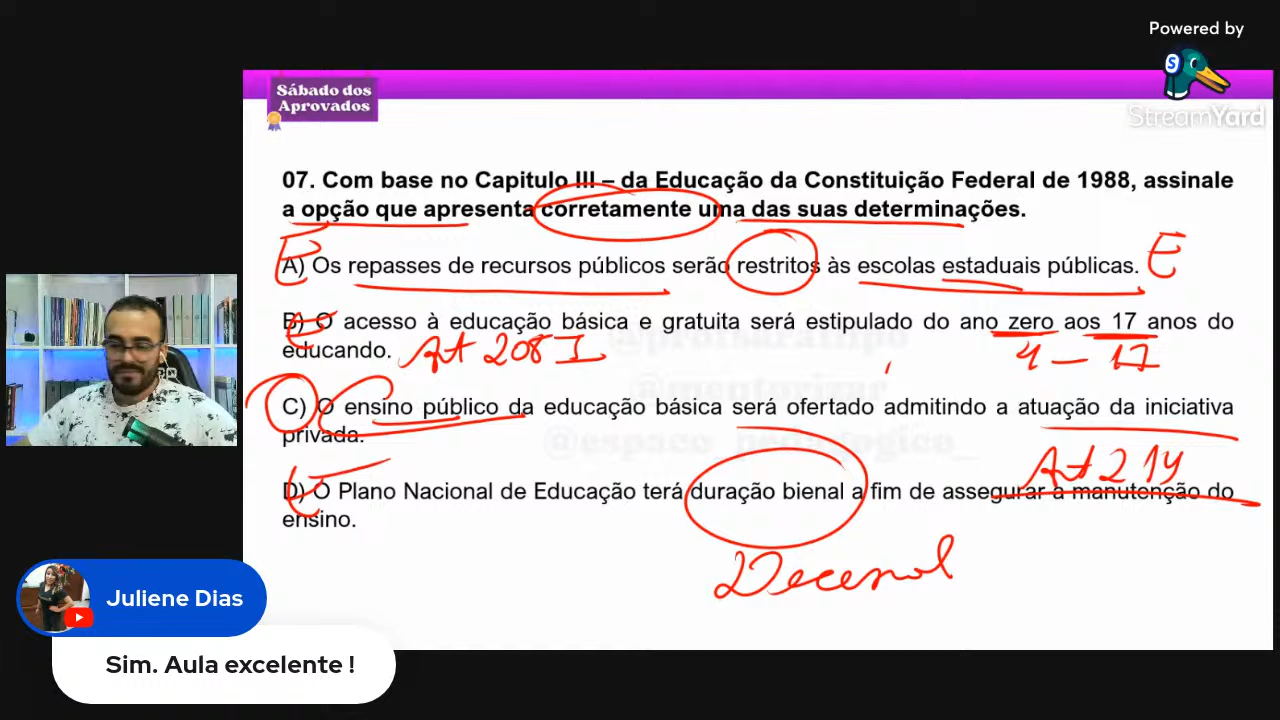 Powered by
StreamYard
Sábado dos
Aprovados
07. Com base no Capitulo III – da Educação da Constituição Federal de 1988, assinale
a opção que apresenta corretamente uma das suas determinações.
E
A) Os repasses de recursos públicos serão restritos às escolas estaduais públicas.
E
B) O acesso à educação básica e gratuita será estipulado do ano zero aos 17 anos do
educando.
Art 208 I
4 — 17
@profsaraminho
@mentorizar
C) O ensino público da educação básica será ofertado admitindo a atuação da iniciativa
privada.
@espaco_pedagogico_
Art 214
D) O Plano Nacional de Educação terá duração bienal a fim de assegurar a manutenção do
ensino.
Decenal
Juliene Dias
Sim. Aula excelente !